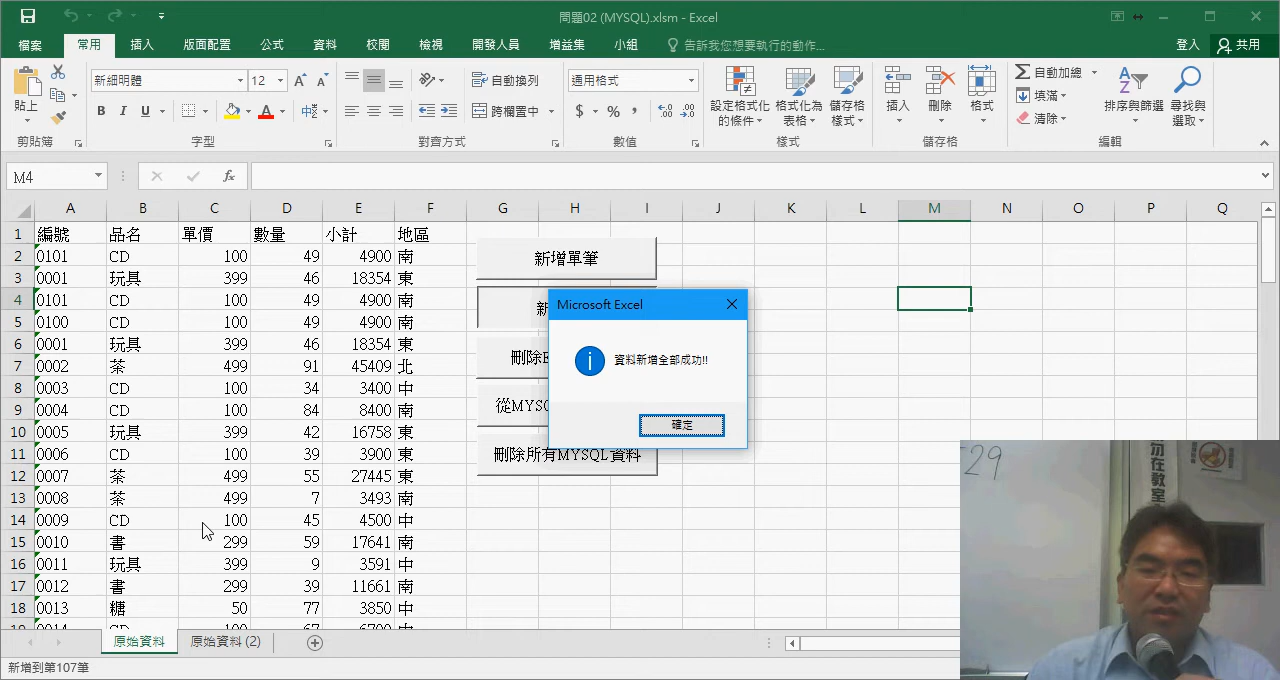 問題02 (MYSQL).xlsm - Excel
檔案 常用 插入 版面配置 公式 資料 校閱 檢視 開發人員 增益集 小組 告訴我您想要執行的動作... 登入 共用
貼上 新細明體 12 B I U A 自動換列 跨欄置中 通用格式 $ % 設定格式化的條件 格式化為表格 儲存格樣式 插入 刪除 格式 自動加總 填滿 清除 排序與篩選 尋找與選取
剪貼簿 字型 對齊方式 數值 樣式 儲存格 編輯
M4 fx
A B C D E F G H I J K L M N O P Q
1 編號 品名 單價 數量 小計 地區
2 0101 CD 100 49 4900 南
3 0001 玩具 399 46 18354 東
4 0101 CD 100 49 4900 南
5 0100 CD 100 49 4900 南
6 0001 玩具 399 46 18354 東
7 0002 茶 499 91 45409 北
8 0003 CD 100 34 3400 中
9 0004 CD 100 84 8400 南
10 0005 玩具 399 42 16758 東
11 0006 CD 100 39 3900 東
12 0007 茶 499 55 27445 東
13 0008 茶 499 7 3493 南
14 0009 CD 100 45 4500 中
15 0010 書 299 59 17641 南
16 0011 玩具 399 9 3591 中
17 0012 書 299 39 11661 南
18 0013 糖 50 77 3850 中
新增單筆
新
刪除
從MYSQ
刪除所有MYSQL資料
Microsoft Excel
資料新增全部成功!!
確定
原始資料 原始資料 (2)
新增到第107筆
29
勿在教室